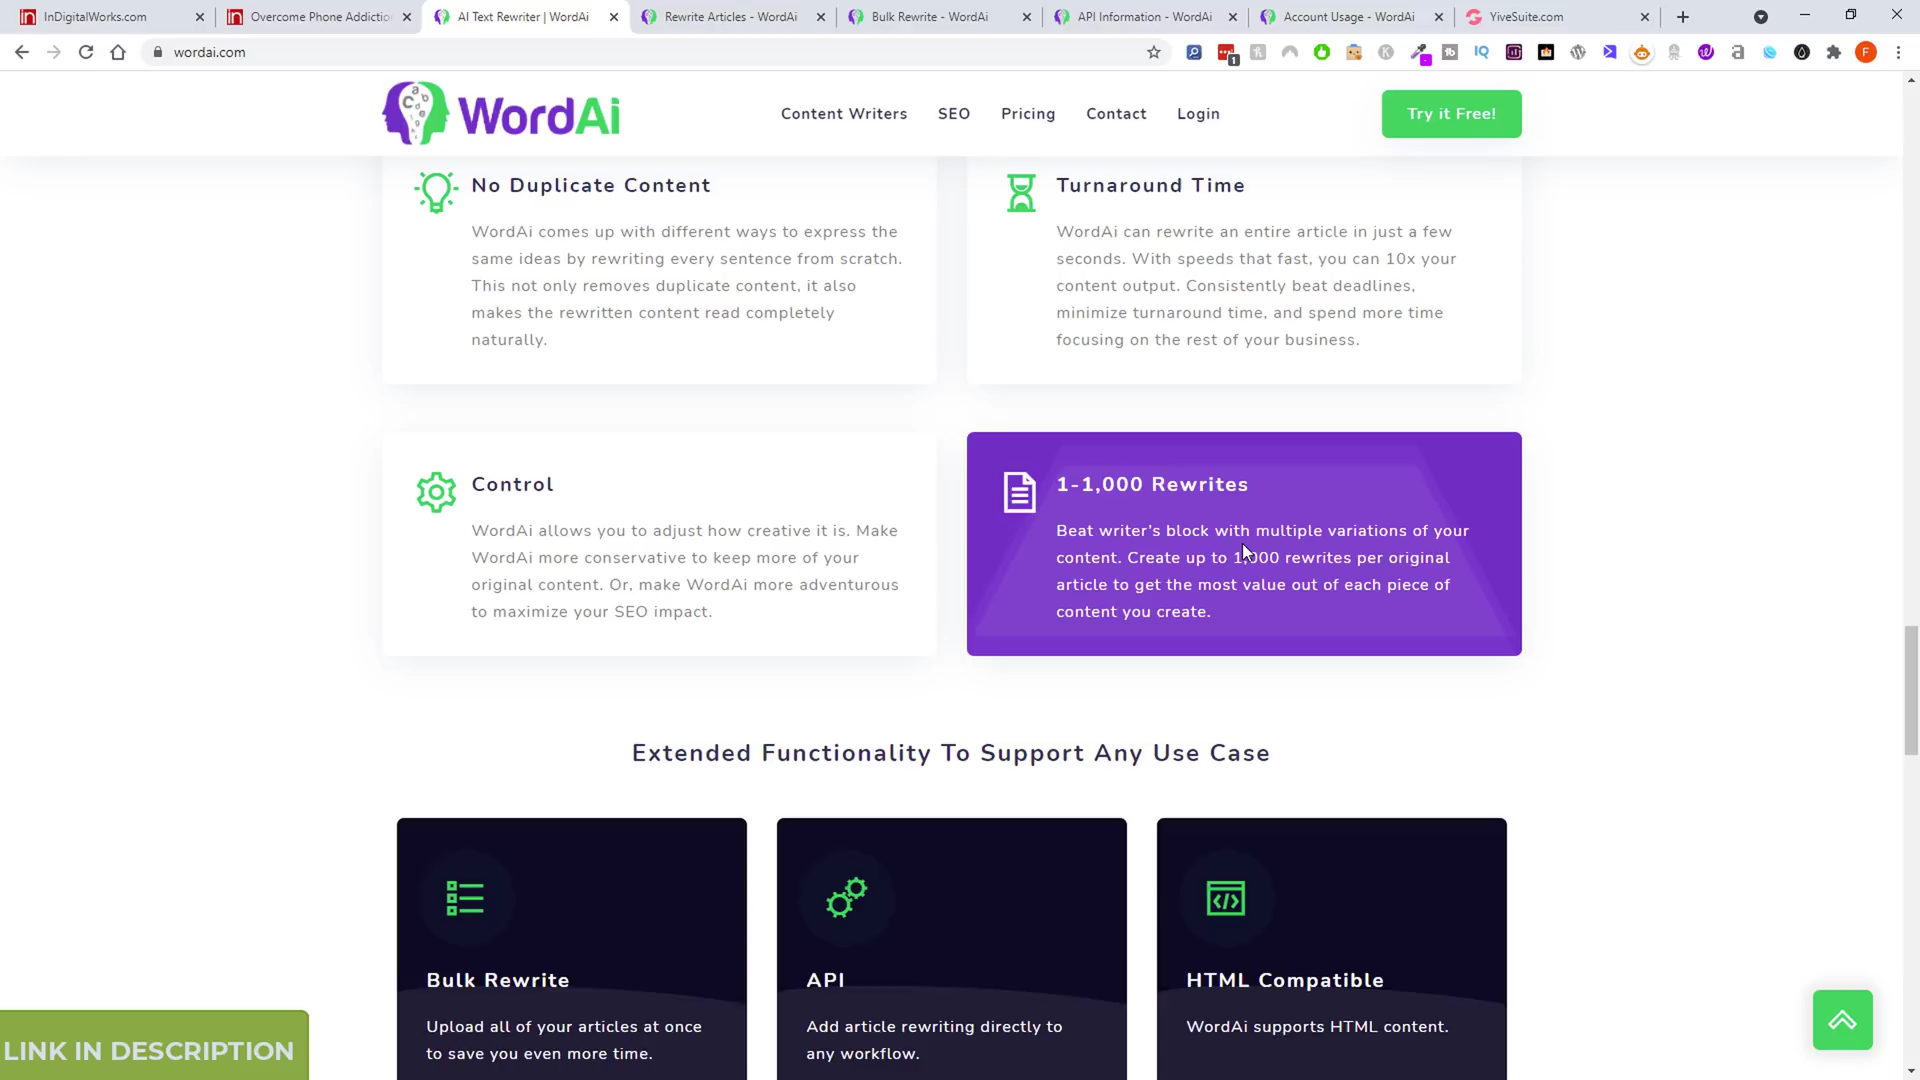 InDigitalWorks.com
Overcome Phone Addictio
AI Text Rewriter | WordAi
Rewrite Articles - WordAi
Bulk Rewrite - WordAi
API Information - WordAi
Account Usage - WordAi
YiveSuite.com
wordai.com
WordAi
Content Writers
SEO
Pricing
Contact
Login
Try it Free!
No Duplicate Content
WordAi comes up with different ways to express the
same ideas by rewriting every sentence from scratch.
This not only removes duplicate content, it also
makes the rewritten content read completely
naturally.
Turnaround Time
WordAi can rewrite an entire article in just a few
seconds. With speeds that fast, you can 10x your
content output. Consistently beat deadlines,
minimize turnaround time, and spend more time
focusing on the rest of your business.
Control
WordAi allows you to adjust how creative it is. Make
WordAi more conservative to keep more of your
original content. Or, make WordAi more adventurous
to maximize your SEO impact.
1-1,000 Rewrites
Beat writer's block with multiple variations of your
content. Create up to 1,000 rewrites per original
article to get the most value out of each piece of
content you create.
Extended Functionality To Support Any Use Case
Bulk Rewrite
Upload all of your articles at once
to save you even more time.
API
Add article rewriting directly to
any workflow.
HTML Compatible
WordAi supports HTML content.
LINK IN DESCRIPTION